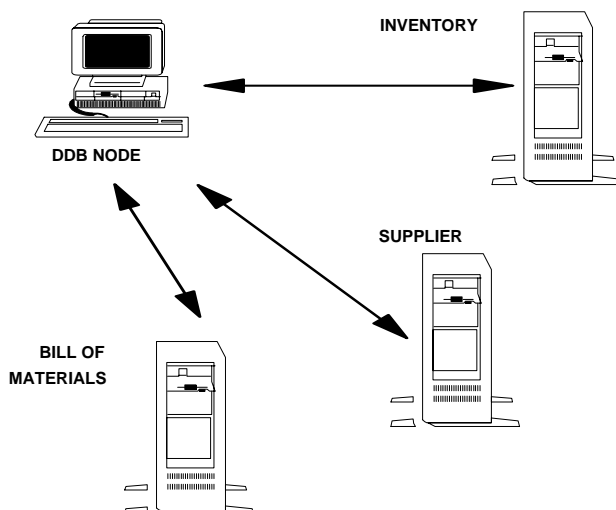 INVENTORY
DDB NODE
SUPPLIER
BILL OF
MATERIALS